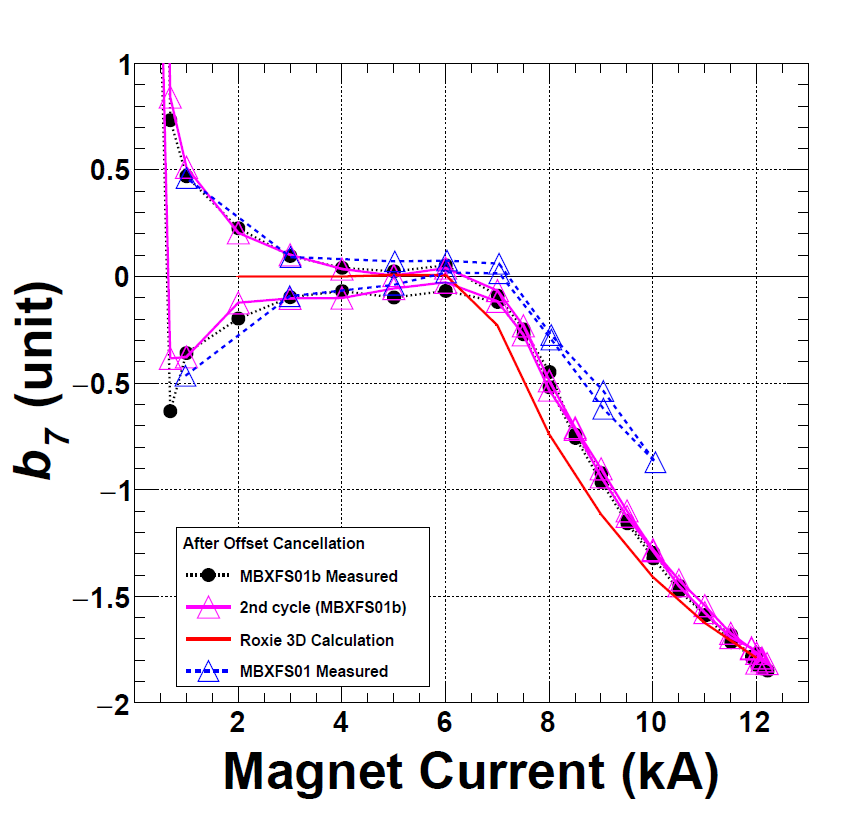 1
0.5
0
−0.5
−1
−1.5
−2
b7 (unit)
After Offset Cancellation
MBXFS01b Measured
2nd cycle (MBXFS01b)
Roxie 3D Calculation
MBXFS01 Measured
2 4 6 8 10 12
Magnet Current (kA)